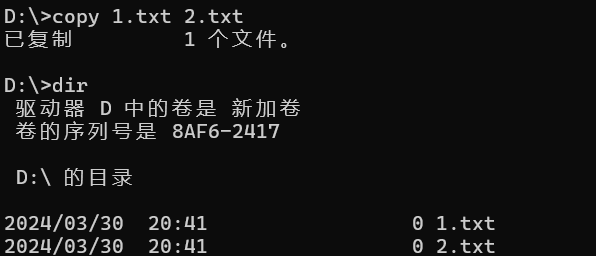 D:\>copy 1.txt 2.txt
已复制         1 个文件。
D:\>dir
 驱动器 D 中的卷是 新加卷
 卷的序列号是 8AF6-2417
 D:\ 的目录
2024/03/30  20:41                 0 1.txt
2024/03/30  20:41                 0 2.txt